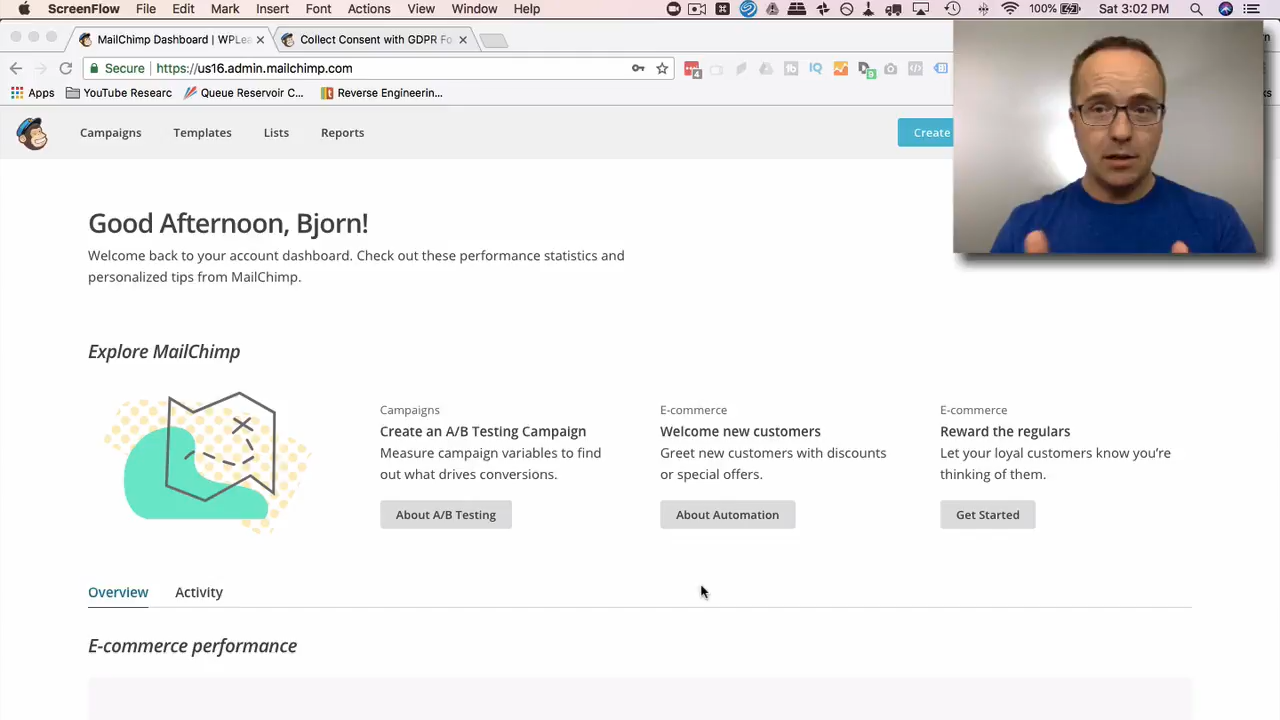 ScreenFlow File Edit Mark Insert Font Actions View Window Help 100% Sat 3:02 PM
MailChimp Dashboard | WPLea Collect Consent with GDPR Fo
Secure https://us16.admin.mailchimp.com
Apps YouTube Researc Queue Reservoir C... Reverse Engineerin...
Campaigns Templates Lists Reports Create
Good Afternoon, Bjorn!
Welcome back to your account dashboard. Check out these performance statistics and
personalized tips from MailChimp.
Explore MailChimp
Campaigns
Create an A/B Testing Campaign
Measure campaign variables to find
out what drives conversions.
About A/B Testing
E-commerce
Welcome new customers
Greet new customers with discounts
or special offers.
About Automation
E-commerce
Reward the regulars
Let your loyal customers know you're
thinking of them.
Get Started
Overview Activity
E-commerce performance